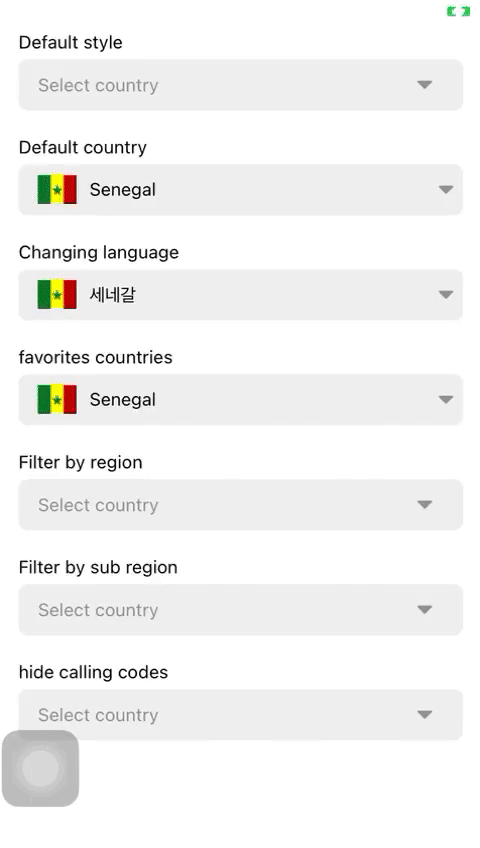 Default style
Select country
Default country
Senegal
Changing language
세네갈
favorites countries
Senegal
Filter by region
Select country
Filter by sub region
Select country
hide calling codes
Select country